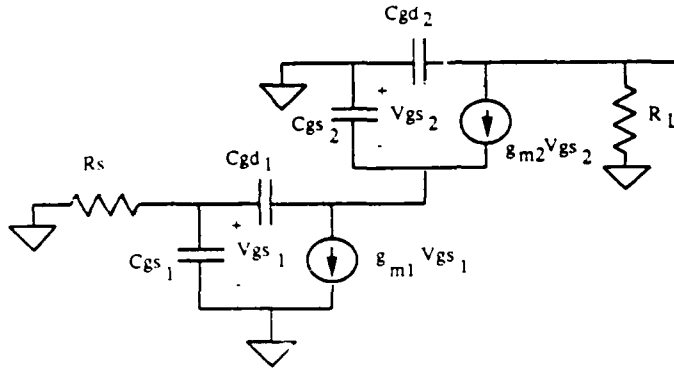 Cgd 2
+
Cgs 2
Vgs 2
-
g m2 Vgs 2
R L
Rs
Cgd 1
+
Cgs 1
Vgs 1
-
g m1 Vgs 1